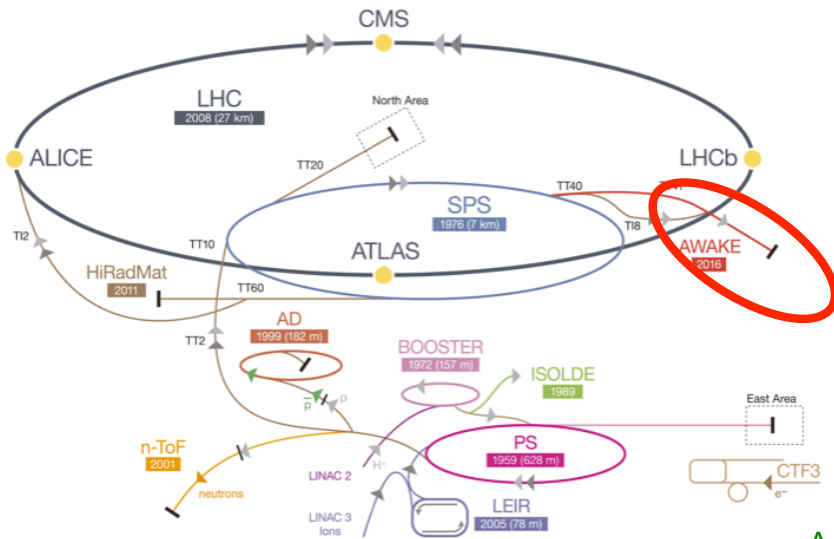 CMS
LHC
2008 (27 km)
North Area
ALICE
LHCb
TT20
TT40
SPS
1976 (7 km)
TI8
AWAKE
2016
TI2
TT10
ATLAS
HiRadMat
2011
TT60
AD
1999 (182 m)
TT2
BOOSTER
1972 (157 m)
ISOLDE
1989
p
p
East Area
n-ToF
2001
PS
1959 (628 m)
LINAC 2
H+
neutrons
CTF3
e–
LINAC 3
Ions
LEIR
2005 (78 m)